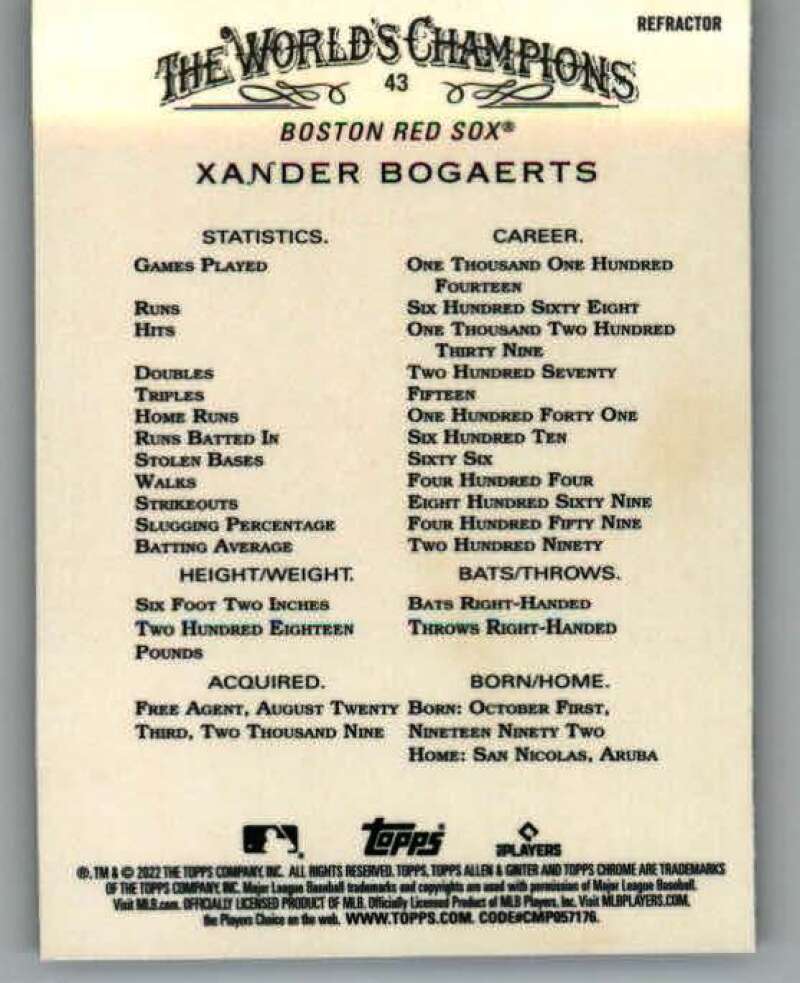 REFRACTOR
THE WORLD'S CHAMPIONS
43
BOSTON RED SOX®
XANDER BOGAERTS
STATISTICS. CAREER.
GAMES PLAYED ONE THOUSAND ONE HUNDRED
FOURTEEN
RUNS SIX HUNDRED SIXTY EIGHT
HITS ONE THOUSAND TWO HUNDRED
THIRTY NINE
DOUBLES TWO HUNDRED SEVENTY
TRIPLES FIFTEEN
HOME RUNS ONE HUNDRED FORTY ONE
RUNS BATTED IN SIX HUNDRED TEN
STOLEN BASES SIXTY SIX
WALKS FOUR HUNDRED FOUR
STRIKEOUTS EIGHT HUNDRED SIXTY NINE
SLUGGING PERCENTAGE FOUR HUNDRED FIFTY NINE
BATTING AVERAGE TWO HUNDRED NINETY
HEIGHT/WEIGHT. BATS/THROWS.
SIX FOOT TWO INCHES BATS RIGHT-HANDED
TWO HUNDRED EIGHTEEN THROWS RIGHT-HANDED
POUNDS
ACQUIRED. BORN/HOME.
FREE AGENT, AUGUST TWENTY BORN: OCTOBER FIRST,
THIRD, TWO THOUSAND NINE NINETEEN NINETY TWO
HOME: SAN NICOLAS, ARUBA
Topps® PLAYERS
®, TM & © 2022 THE TOPPS COMPANY, INC. ALL RIGHTS RESERVED. TOPPS, TOPPS ALLEN & GINTER AND TOPPS CHROME ARE TRADEMARKS
OF THE TOPPS COMPANY, INC. Major League Baseball trademarks and copyrights are used with permission of Major League Baseball.
Visit MLB.com. OFFICIALLY LICENSED PRODUCT OF MLB. Officially Licensed Product of MLB Players, Inc. Visit MLBPLAYERS.COM,
the Players Choice on the web. WWW.TOPPS.COM. CODE#CMP057176.